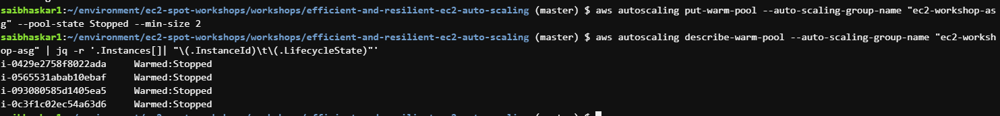 saibhaskar1:~/environment/ec2-spot-workshops/workshops/efficient-and-resilient-ec2-auto-scaling (master) $ aws autoscaling put-warm-pool --auto-scaling-group-name "ec2-workshop-as
g" --pool-state Stopped --min-size 2
saibhaskar1:~/environment/ec2-spot-workshops/workshops/efficient-and-resilient-ec2-auto-scaling (master) $ aws autoscaling describe-warm-pool --auto-scaling-group-name "ec2-worksh
op-asg" | jq -r '.Instances[]| "\(.InstanceId)\t\(.LifecycleState)"'
i-0429e2758f8022ada     Warmed:Stopped
i-0565531abab10ebaf     Warmed:Stopped
i-093080585d1405ea5     Warmed:Stopped
i-0c3f1c02ec54a63d6     Warmed:Stopped
saibhaskar1:~/environment/ec2-spot-workshops/workshops/efficient-and-resilient-ec2-auto-scaling (master) $